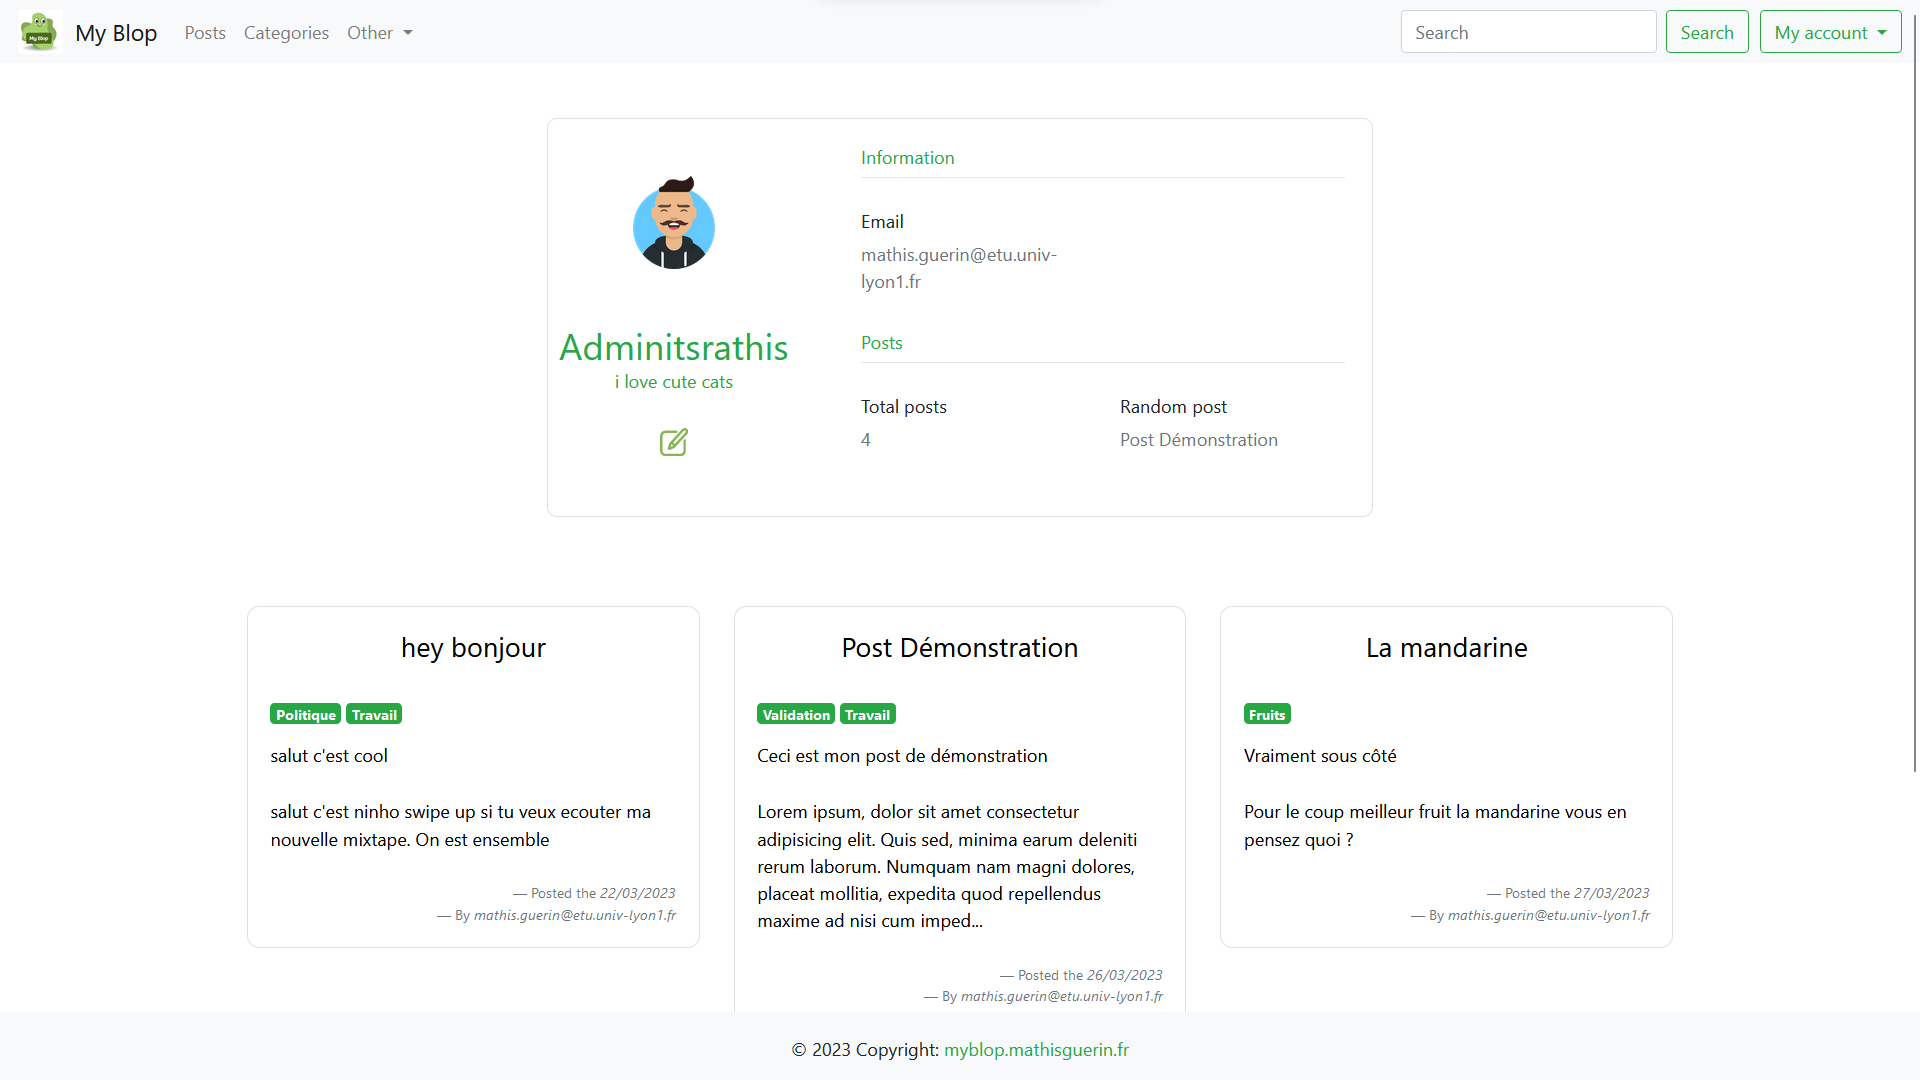 My Blop
My Blop
Posts
Categories
Other
Search
Search
My account
Information
Email
mathis.guerin@etu.univ-
lyon1.fr
Adminitsrathis
i love cute cats
Posts
Total posts
4
Random post
Post Démonstration
hey bonjour
Politique Travail
salut c'est cool
salut c'est ninho swipe up si tu veux ecouter ma
nouvelle mixtape. On est ensemble
— Posted the 22/03/2023
— By mathis.guerin@etu.univ-lyon1.fr
Post Démonstration
Validation Travail
Ceci est mon post de démonstration
Lorem ipsum, dolor sit amet consectetur
adipisicing elit. Quis sed, minima earum deleniti
rerum laborum. Numquam nam magni dolores,
placeat mollitia, expedita quod repellendus
maxime ad nisi cum imped...
— Posted the 26/03/2023
— By mathis.guerin@etu.univ-lyon1.fr
La mandarine
Fruits
Vraiment sous côté
Pour le coup meilleur fruit la mandarine vous en
pensez quoi ?
— Posted the 27/03/2023
— By mathis.guerin@etu.univ-lyon1.fr
© 2023 Copyright: myblop.mathisguerin.fr